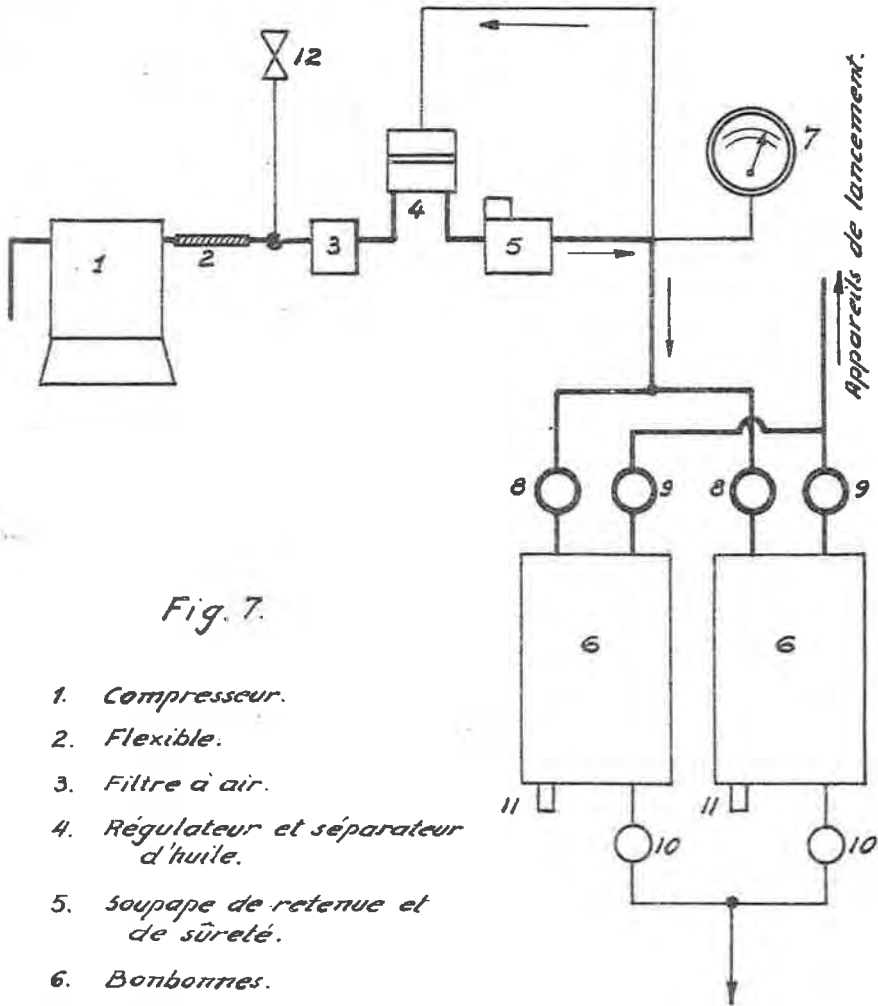 12
7
Appareils de lancement.
4
1
2
3
5
8
9
8
9
Fig. 7.
6
6
1. Compresseur.
2. Flexible.
3. Filtre à air.
4. Régulateur et séparateur
d'huile.
5. Soupape de retenue et
de sûreté.
6. Bonbonnes.
11
11
10
10